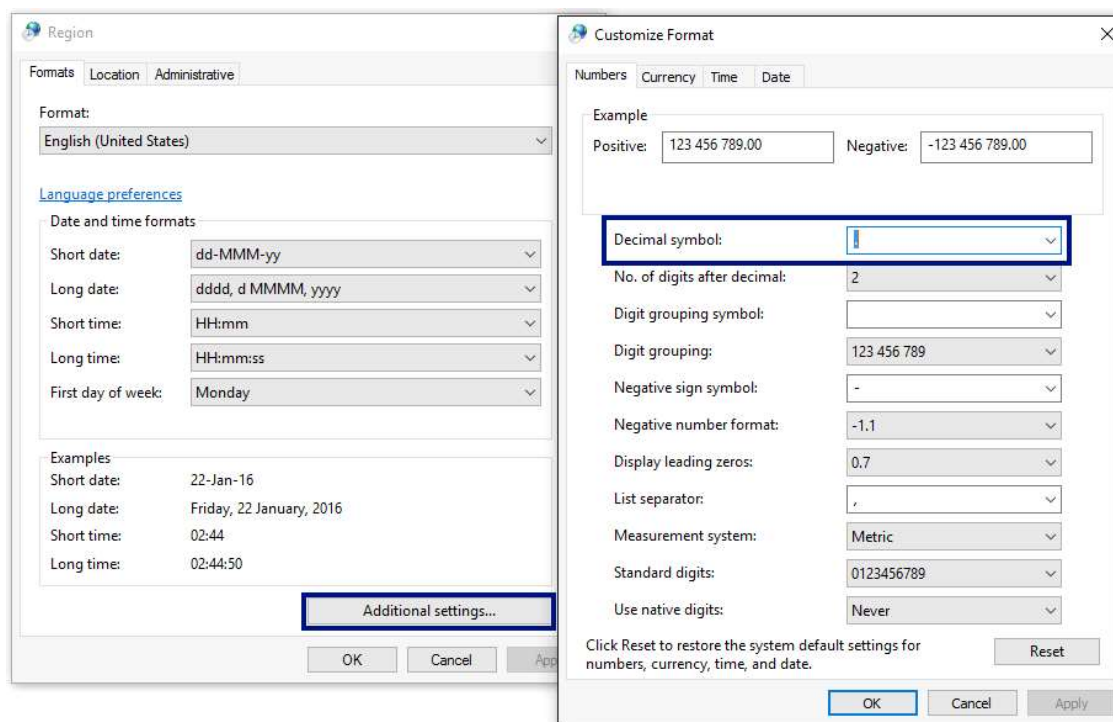 Region
Formats Location Administrative
Format:
English (United States)
Language preferences
Date and time formats
Short date: dd-MMM-yy
Long date: dddd, d MMMM, yyyy
Short time: HH:mm
Long time: HH:mm:ss
First day of week: Monday
Examples
Short date: 22-Jan-16
Long date: Friday, 22 January, 2016
Short time: 02:44
Long time: 02:44:50
Additional settings...
OK Cancel App
Customize Format
Numbers Currency Time Date
Example
Positive: 123 456 789.00 Negative: -123 456 789.00
Decimal symbol: .
No. of digits after decimal: 2
Digit grouping symbol:
Digit grouping: 123 456 789
Negative sign symbol: -
Negative number format: -1.1
Display leading zeros: 0.7
List separator: ,
Measurement system: Metric
Standard digits: 0123456789
Use native digits: Never
Click Reset to restore the system default settings for
numbers, currency, time, and date.
Reset
OK Cancel Apply